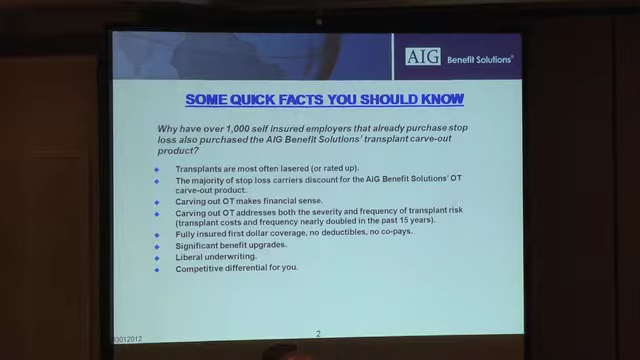 AIG Benefit Solutions®
SOME QUICK FACTS YOU SHOULD KNOW
Why have over 1,000 self insured employers that already purchase stop
loss also purchased the AIG Benefit Solutions' transplant carve-out
product?
Transplants are most often lasered (or rated up).
The majority of stop loss carriers discount for the AIG Benefit Solutions' OT
carve-out product.
Carving out OT makes financial sense.
Carving out OT addresses both the severity and frequency of transplant risk
(transplant costs and frequency nearly doubled in the past 15 years).
Fully insured first dollar coverage, no deductibles, no co-pays.
Significant benefit upgrades.
Liberal underwriting.
Competitive differential for you.
03012012
2